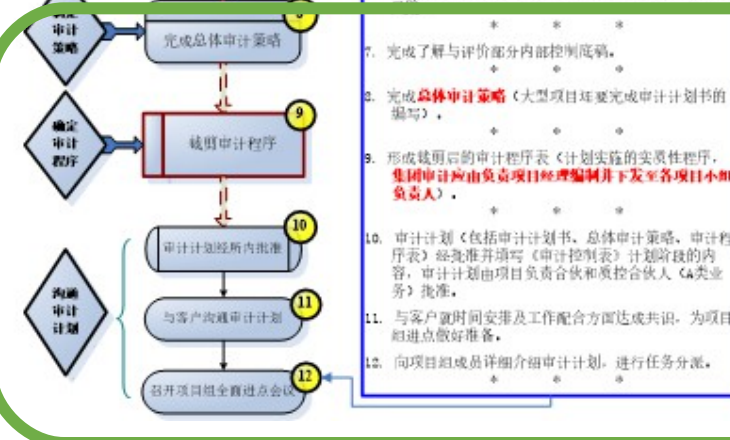 审计
策略
完成总体审计策略
确定
审计
程序
9
裁剪审计程序
10
审计计划经所内批准
沟通
审计
计划
11
与客户沟通审计计划
12
召开项目组全面进点会议
* * *
7. 完成了解与评价部分内部控制底稿。
* * *
8. 完成总体审计策略（大型项目还要完成审计计划书的
编写）。
* * *
9. 形成裁剪后的审计程序表（计划实施的实质性程序，
集团审计应由负责项目经理编制并下发至各项目小组
负责人）。
* * *
10. 审计计划（包括审计计划书、总体审计策略、审计程
序表）经批准并填写《审计控制表》计划阶段的内
容，审计计划由项目负责合伙和质控合伙人（A类业
务）批准。
11. 与客户就时间安排及工作配合方面达成共识，为项目
组进点做好准备。
12. 向项目组成员详细介绍审计计划，进行任务分派。
* * *